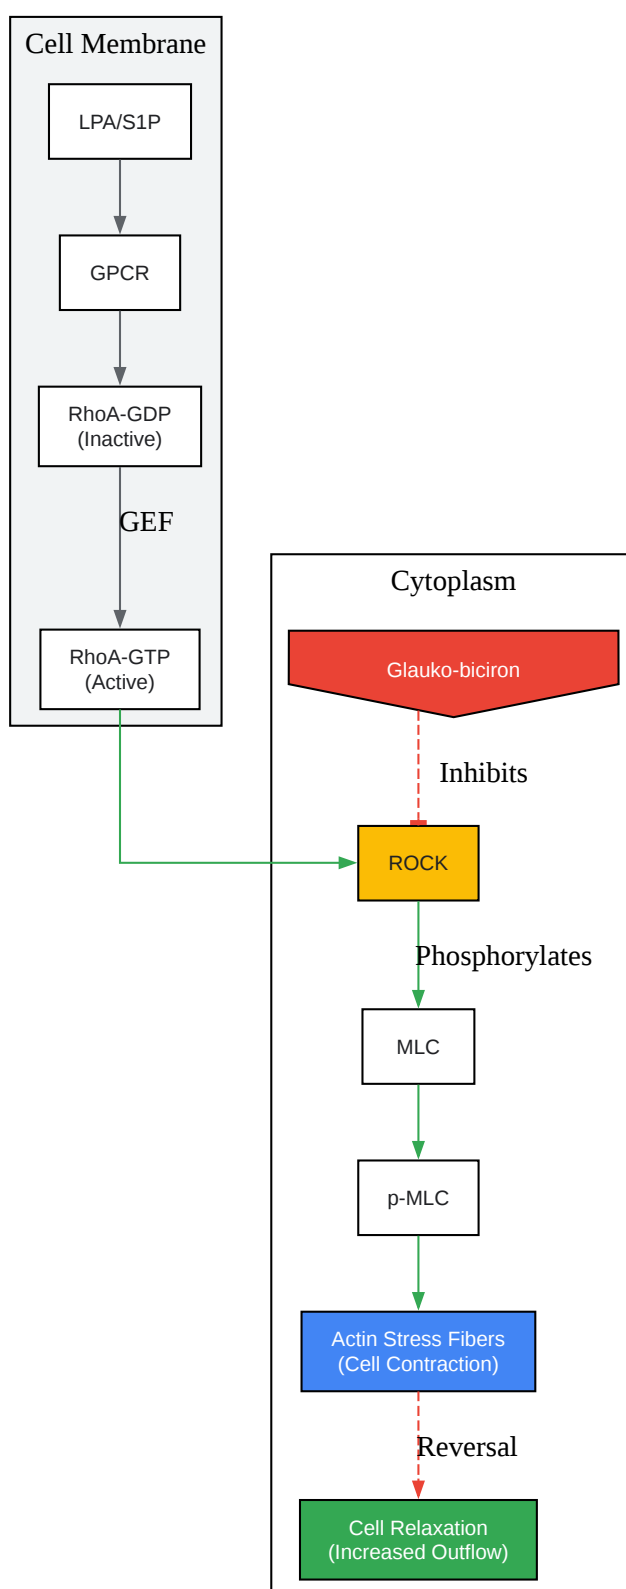 Cell Membrane
LPA/S1P
GPCR
RhoA-GDP
(Inactive)
GEF
RhoA-GTP
(Active)
Cytoplasm
Glauko-biciron
Inhibits
ROCK
Phosphorylates
MLC
p-MLC
Actin Stress Fibers
(Cell Contraction)
Reversal
Cell Relaxation
(Increased Outflow)